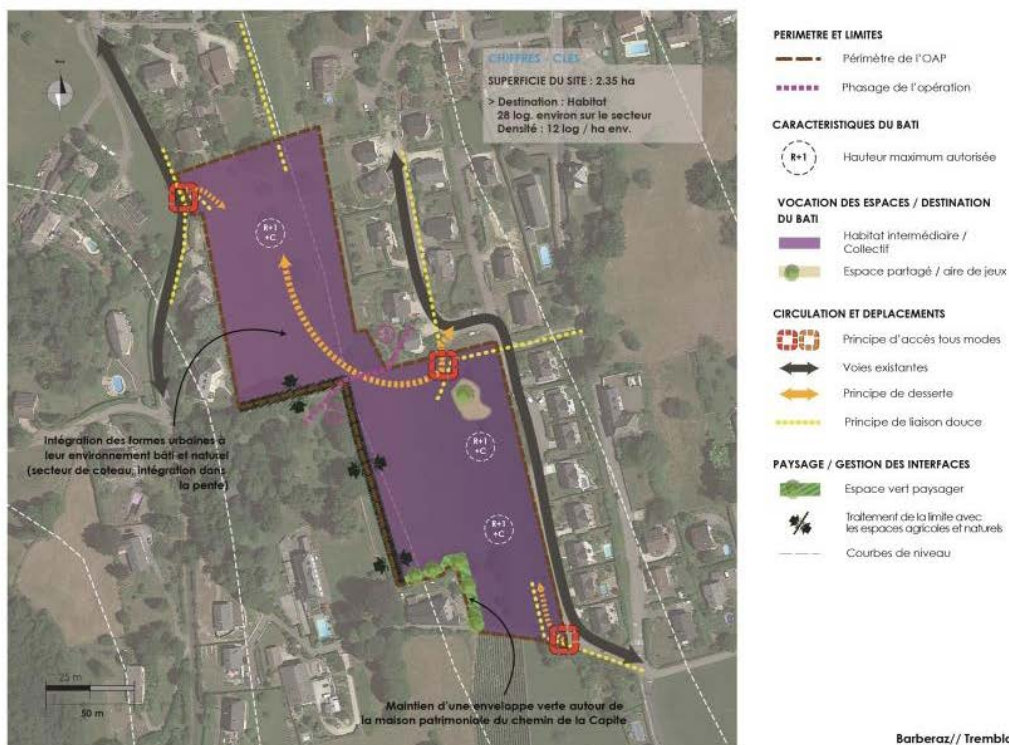 CHIFFRES - CLES
SUPERFICIE DU SITE : 2.35 ha
> Destination : Habitat
28 log. environ sur le secteur
Densité : 12 log / ha env.
R+1
+C
R+1
+C
R+1
+C
Intégration des formes urbaines à
leur environnement bâti et naturel
(secteur de coteau, intégration dans
la pente)
Maintien d'une enveloppe verte autour de
la maison patrimoniale du chemin de la Capite
25 m
50 m
PERIMETRE ET LIMITES
Périmètre de l'OAP
Phasage de l'opération
CARACTERISTIQUES DU BATI
R+1
Hauteur maximum autorisée
VOCATION DES ESPACES / DESTINATION
DU BATI
Habitat intermédiaire /
Collectif
Espace partagé / aire de jeux
CIRCULATION ET DEPLACEMENTS
Principe d'accès tous modes
Voies existantes
Principe de desserte
Principe de liaison douce
PAYSAGE / GESTION DES INTERFACES
Espace vert paysager
Traitement de la limite avec
les espaces agricoles et naturels
Courbes de niveau
Barberaz// Tremblo